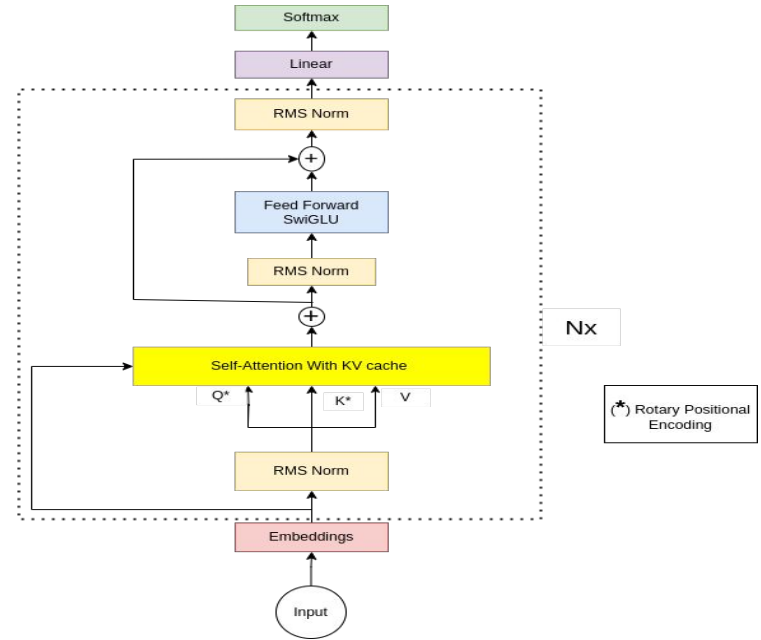 Softmax
Linear
RMS Norm
+
Feed Forward
SwiGLU
RMS Norm
+
Nx
Self-Attention With KV cache
Q*
K*
V
(*) Rotary Positional
Encoding
RMS Norm
Embeddings
Input